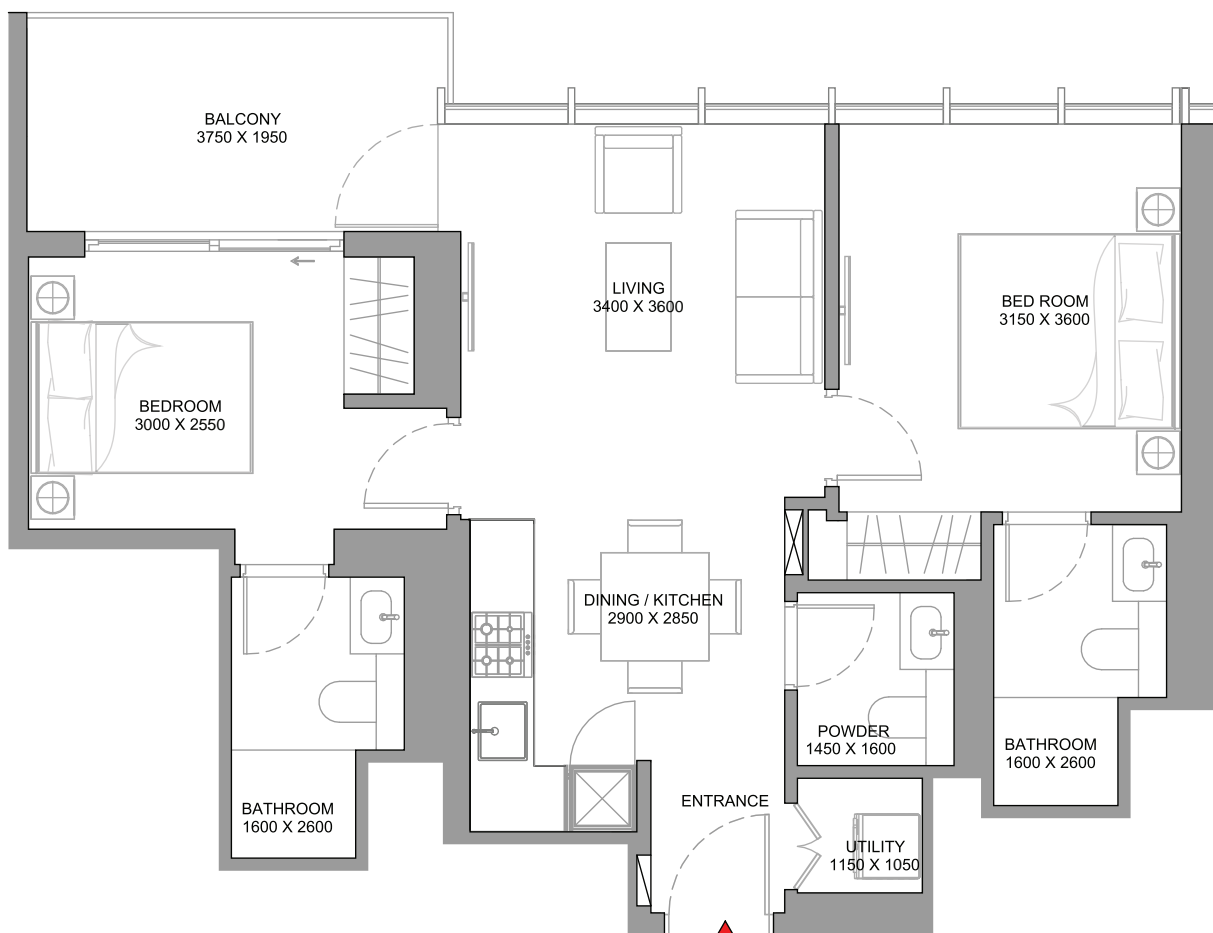 BALCONY
3750 X 1950
LIVING
3400 X 3600
BED ROOM
3150 X 3600
BEDROOM
3000 X 2550
DINING / KITCHEN
2900 X 2850
POWDER
1450 X 1600
BATHROOM
1600 X 2600
ENTRANCE
BATHROOM
1600 X 2600
UTILITY
1150 X 1050